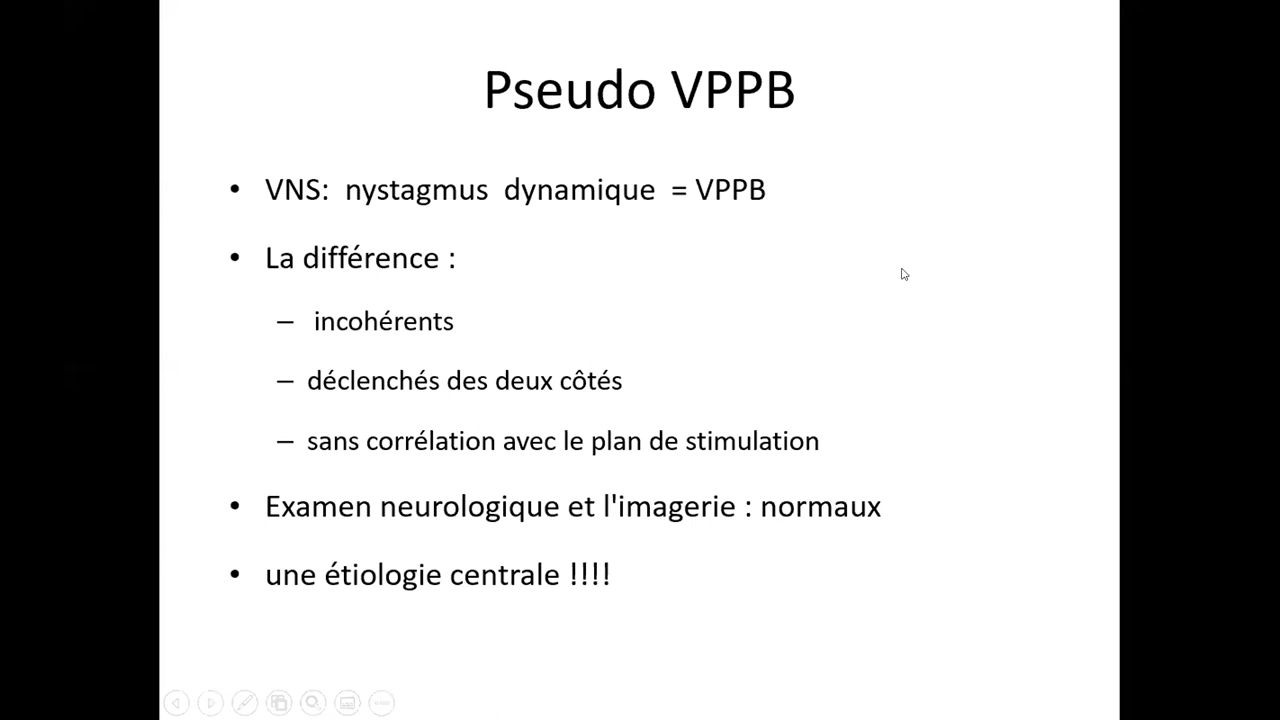 Pseudo VPPB
• VNS: nystagmus dynamique = VPPB
• La différence :
– incohérents
– déclenchés des deux côtés
– sans corrélation avec le plan de stimulation
• Examen neurologique et l'imagerie : normaux
• une étiologie centrale !!!!